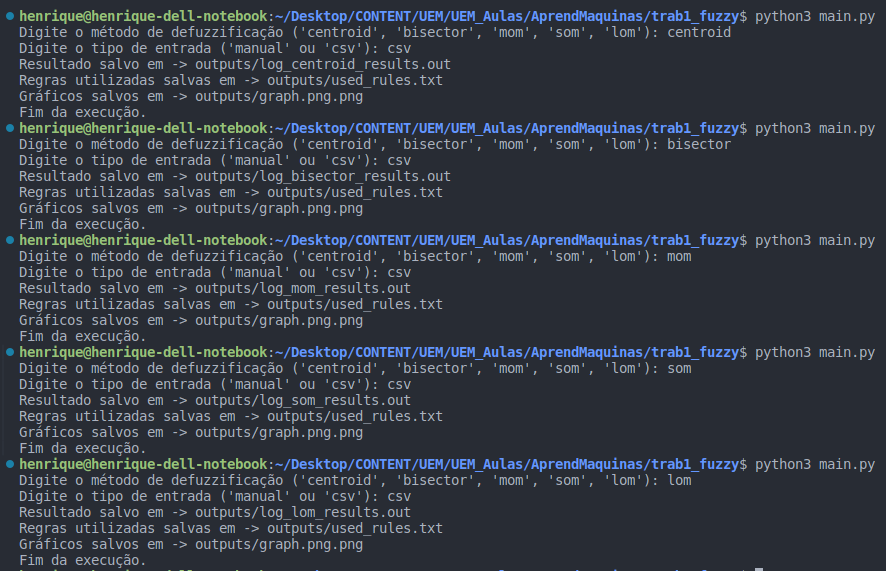 henrique@henrique-dell-notebook:~/Desktop/CONTENT/UEM/UEM_Aulas/AprendMaquinas/trab1_fuzzy$ python3 main.py
Digite o método de defuzzificação ('centroid', 'bisector', 'mom', 'som', 'lom'): centroid
Digite o tipo de entrada ('manual' ou 'csv'): csv
Resultado salvo em -> outputs/log_centroid_results.out
Regras utilizadas salvas em -> outputs/used_rules.txt
Gráficos salvos em -> outputs/graph.png.png
Fim da execução.
henrique@henrique-dell-notebook:~/Desktop/CONTENT/UEM/UEM_Aulas/AprendMaquinas/trab1_fuzzy$ python3 main.py
Digite o método de defuzzificação ('centroid', 'bisector', 'mom', 'som', 'lom'): bisector
Digite o tipo de entrada ('manual' ou 'csv'): csv
Resultado salvo em -> outputs/log_bisector_results.out
Regras utilizadas salvas em -> outputs/used_rules.txt
Gráficos salvos em -> outputs/graph.png.png
Fim da execução.
henrique@henrique-dell-notebook:~/Desktop/CONTENT/UEM/UEM_Aulas/AprendMaquinas/trab1_fuzzy$ python3 main.py
Digite o método de defuzzificação ('centroid', 'bisector', 'mom', 'som', 'lom'): mom
Digite o tipo de entrada ('manual' ou 'csv'): csv
Resultado salvo em -> outputs/log_mom_results.out
Regras utilizadas salvas em -> outputs/used_rules.txt
Gráficos salvos em -> outputs/graph.png.png
Fim da execução.
henrique@henrique-dell-notebook:~/Desktop/CONTENT/UEM/UEM_Aulas/AprendMaquinas/trab1_fuzzy$ python3 main.py
Digite o método de defuzzificação ('centroid', 'bisector', 'mom', 'som', 'lom'): som
Digite o tipo de entrada ('manual' ou 'csv'): csv
Resultado salvo em -> outputs/log_som_results.out
Regras utilizadas salvas em -> outputs/used_rules.txt
Gráficos salvos em -> outputs/graph.png.png
Fim da execução.
henrique@henrique-dell-notebook:~/Desktop/CONTENT/UEM/UEM_Aulas/AprendMaquinas/trab1_fuzzy$ python3 main.py
Digite o método de defuzzificação ('centroid', 'bisector', 'mom', 'som', 'lom'): lom
Digite o tipo de entrada ('manual' ou 'csv'): csv
Resultado salvo em -> outputs/log_lom_results.out
Regras utilizadas salvas em -> outputs/used_rules.txt
Gráficos salvos em -> outputs/graph.png.png
Fim da execução.